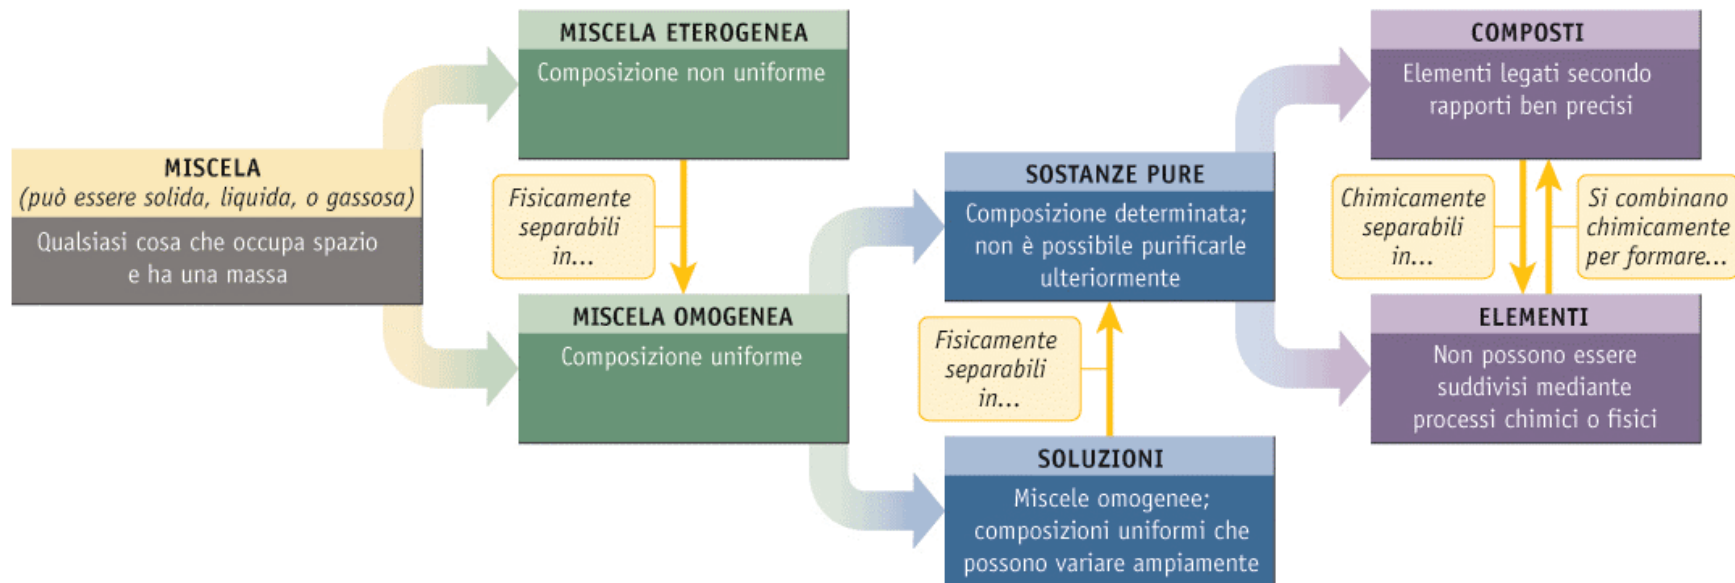 MISCELA
(può essere solida, liquida, o gassosa)
Qualsiasi cosa che occupa spazio
e ha una massa
MISCELA ETEROGENEA
Composizione non uniforme
Fisicamente
separabili
in...
MISCELA OMOGENEA
Composizione uniforme
SOSTANZE PURE
Composizione determinata;
non è possibile purificarle
ulteriormente
Fisicamente
separabili
in...
SOLUZIONI
Miscele omogenee;
composizioni uniformi che
possono variare ampiamente
COMPOSTI
Elementi legati secondo
rapporti ben precisi
Chimicamente
separabili
in...
Si combinano
chimicamente
per formare...
ELEMENTI
Non possono essere
suddivisi mediante
processi chimici o fisici